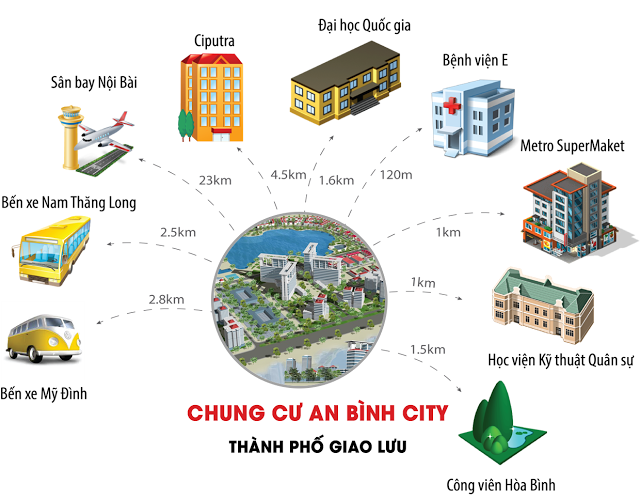 Đại học Quốc gia
Ciputra
Bệnh viện E
Sân bay Nội Bài
Metro SuperMaket
23km
4.5km
1.6km
120m
Bến xe Nam Thăng Long
2.5km
1km
2.8km
1km
Học viện Kỹ thuật Quân sự
1.5km
Bến xe Mỹ Đình
CHUNG CƯ AN BÌNH CITY
THÀNH PHỐ GIAO LƯU
Công viên Hòa Bình